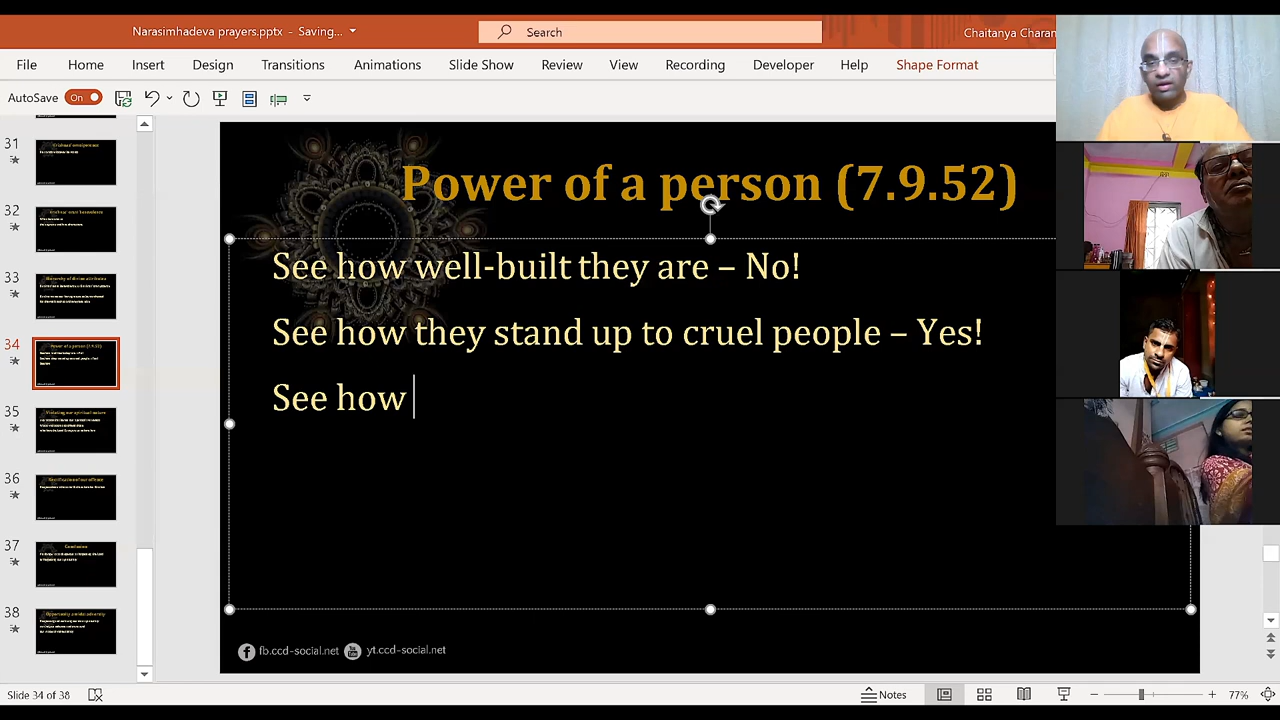 Narasimhadeva prayers.pptx - Saving...
Search
Chaitanya Charan
File Home Insert Design Transitions Animations Slide Show Review View Recording Developer Help Shape Format
AutoSave On
31
32
33
34
35
36
37
38
Power of a person (7.9.52)
See how well-built they are – No!
See how they stand up to cruel people – Yes!
See how
fb.ccd-social.net yt.ccd-social.net
Slide 34 of 38
Notes
77%